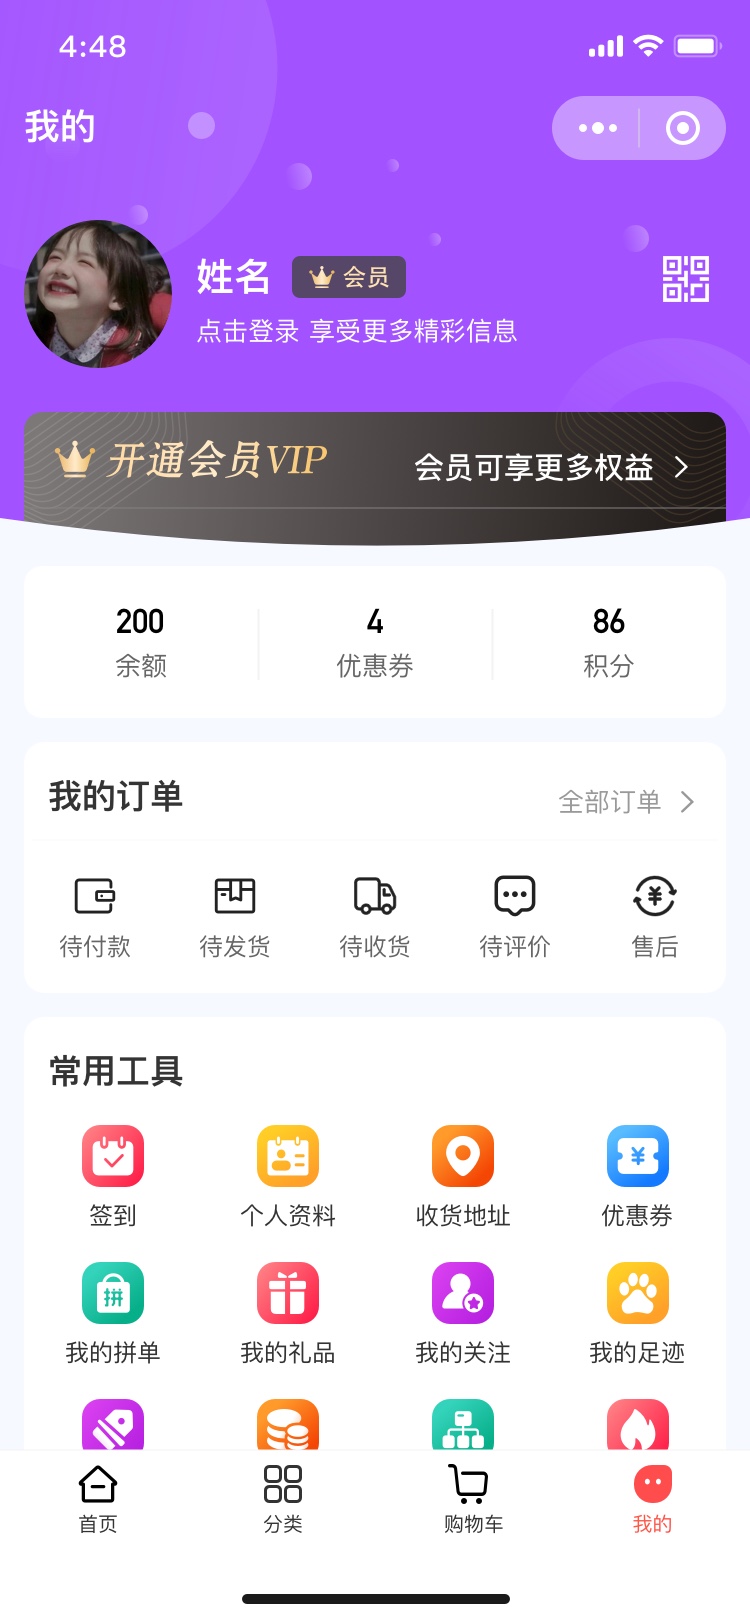 4:48
我的
姓名
会员
点击登录 享受更多精彩信息
开通会员VIP
会员可享更多权益
200
4
86
余额
优惠券
积分
我的订单
全部订单
待付款
待发货
待收货
待评价
售后
常用工具
签到
个人资料
收货地址
优惠券
拼
我的拼单
我的礼品
我的关注
我的足迹
首页
分类
购物车
我的